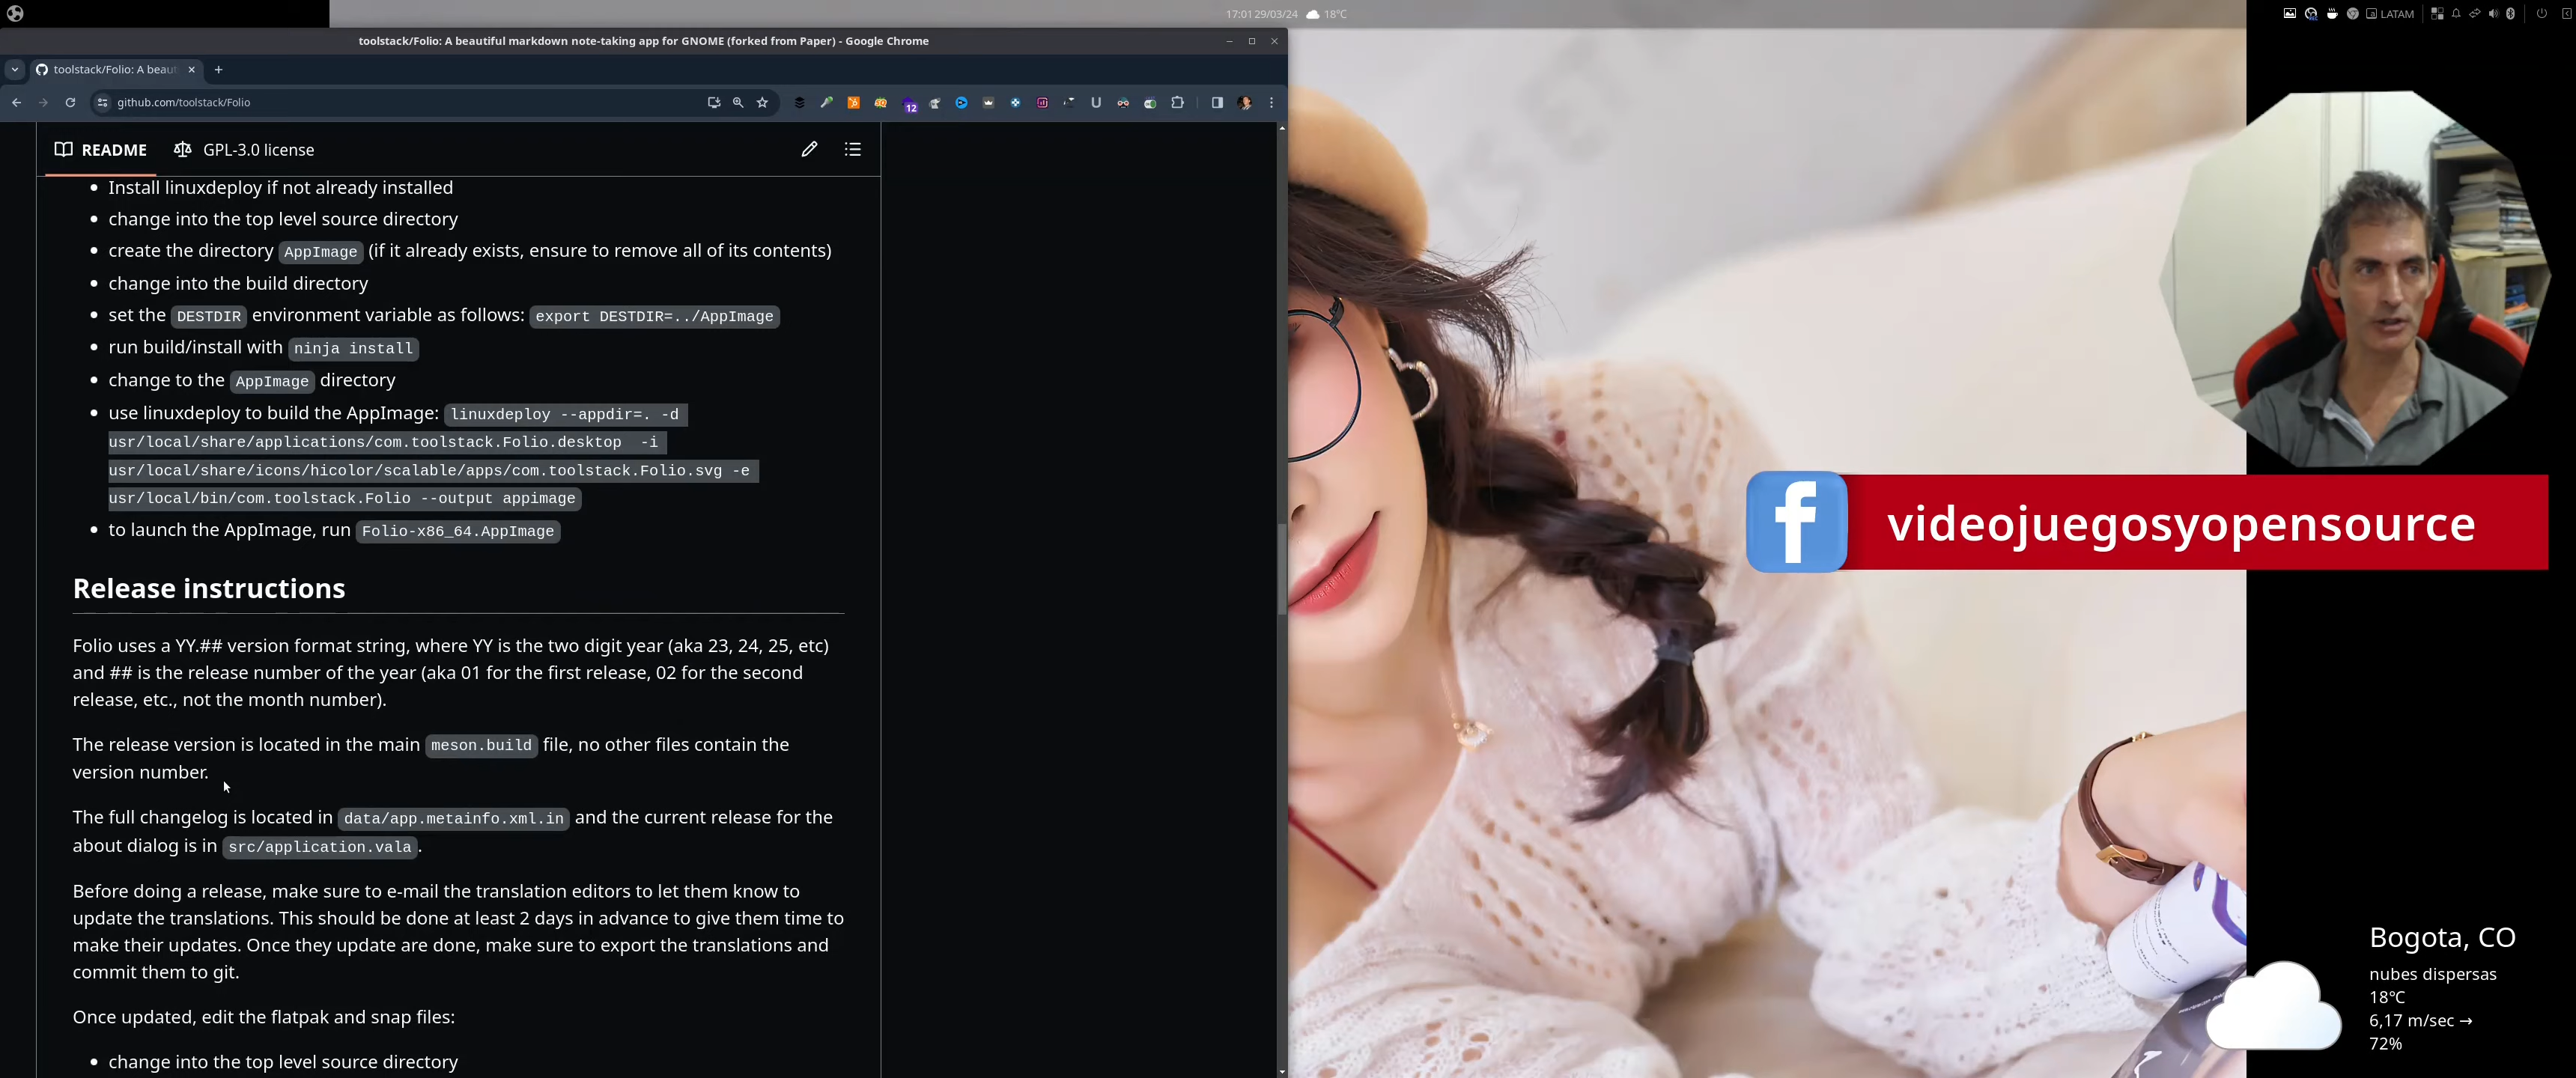 17:01 29/03/24 18°C
LATAM
toolstack/Folio: A beautiful markdown note-taking app for GNOME (forked from Paper) - Google Chrome
toolstack/Folio: A beaut
github.com/toolstack/Folio
12
README
GPL-3.0 license
• Install linuxdeploy if not already installed
• change into the top level source directory
• create the directory AppImage (if it already exists, ensure to remove all of its contents)
• change into the build directory
• set the DESTDIR environment variable as follows: export DESTDIR=../AppImage
• run build/install with ninja install
• change to the AppImage directory
• use linuxdeploy to build the AppImage: linuxdeploy --appdir=. -d
usr/local/share/applications/com.toolstack.Folio.desktop -i
usr/local/share/icons/hicolor/scalable/apps/com.toolstack.Folio.svg -e
usr/local/bin/com.toolstack.Folio --output appimage
• to launch the AppImage, run Folio-x86_64.AppImage
Release instructions
Folio uses a YY.## version format string, where YY is the two digit year (aka 23, 24, 25, etc)
and ## is the release number of the year (aka 01 for the first release, 02 for the second
release, etc., not the month number).
The release version is located in the main meson.build file, no other files contain the
version number.
The full changelog is located in data/app.metainfo.xml.in and the current release for the
about dialog is in src/application.vala.
Before doing a release, make sure to e-mail the translation editors to let them know to
update the translations. This should be done at least 2 days in advance to give them time to
make their updates. Once they update are done, make sure to export the translations and
commit them to git.
Once updated, edit the flatpak and snap files:
• change into the top level source directory
f
videojuegosyopensource
Bogota, CO
nubes dispersas
18°C
6,17 m/sec →
72%